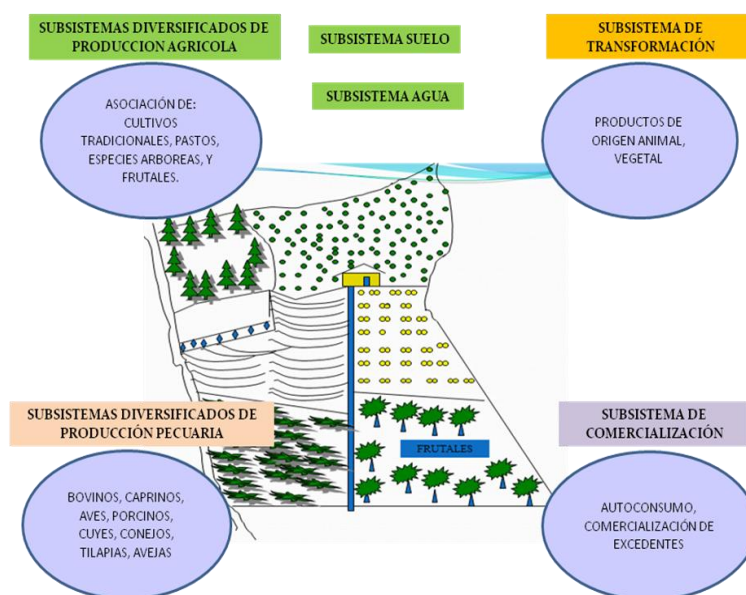 SUBSISTEMAS DIVERSIFICADOS DE
PRODUCCION AGRICOLA
SUBSISTEMA SUELO
SUBSISTEMA DE
TRANSFORMACIÓN
SUBSISTEMA AGUA
ASOCIACIÓN DE:
CULTIVOS
TRADICIONALES, PASTOS,
ESPECIES ARBOREAS, Y
FRUTALES.
PRODUCTOS DE
ORIGEN ANIMAL,
VEGETAL
SUBSISTEMAS DIVERSIFICADOS DE
PRODUCCIÓN PECUARIA
SUBSISTEMA DE
COMERCIALIZACIÓN
FRUTALES
BOVINOS, CAPRINOS,
AVES, PORCINOS,
CUYES, CONEJOS,
TILAPIAS, AVEJAS
AUTOCONSUMO,
COMERCIALIZACIÓN DE
EXCEDENTES